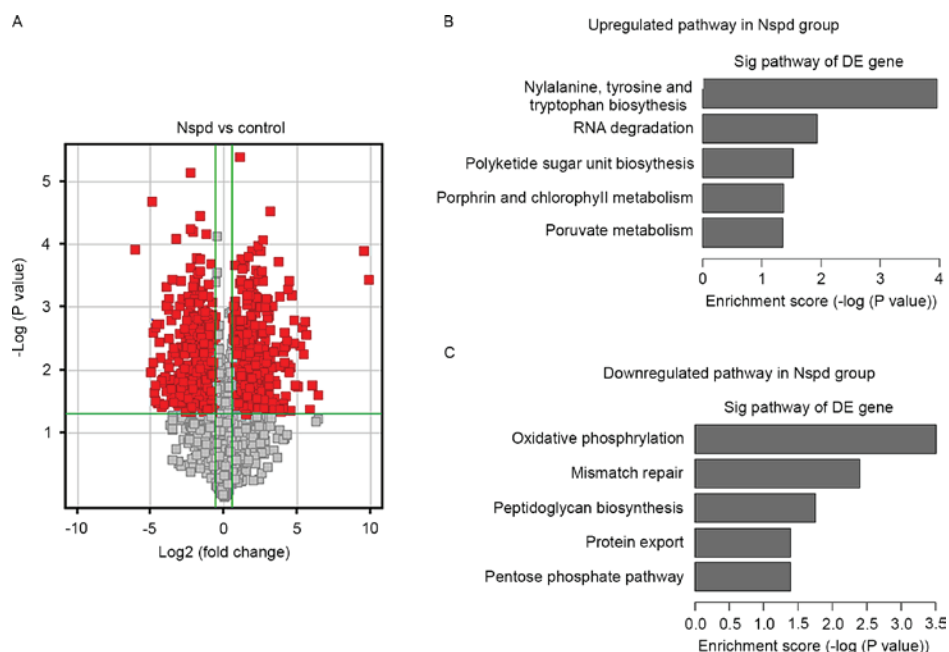 A
Nspd vs control
-Log (P value)
5
4
3
2
1
-10
-5
0
5
10
Log2 (fold change)
B
Upregulated pathway in Nspd group
Sig pathway of DE gene
Nylalanine, tyrosine and
tryptophan biosythesis
RNA degradation
Polyketide sugar unit biosythesis
Porphrin and chlorophyll metabolism
Poruvate metabolism
0
1
2
3
4
Enrichment score (-log (P value))
C
Downregulated pathway in Nspd group
Sig pathway of DE gene
Oxidative phosphrylation
Mismatch repair
Peptidoglycan biosynthesis
Protein export
Pentose phosphate pathway
0.0
0.5
1.0
1.5
2.0
2.5
3.0
3.5
Enrichment score (-log (P value))